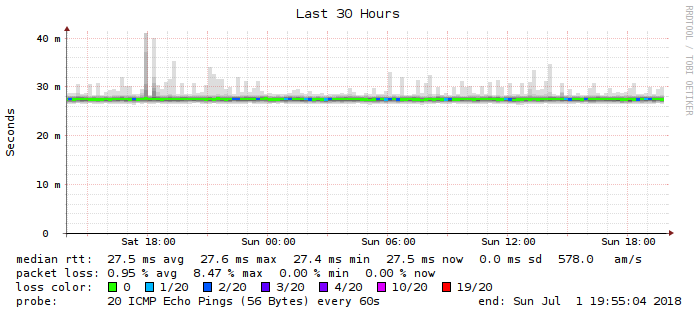 Last 30 Hours
RRDTOOL / TOBI OETIKER
Seconds
40 m
30 m
20 m
10 m
0
Sat 18:00 Sun 00:00 Sun 06:00 Sun 12:00 Sun 18:00
median rtt: 27.5 ms avg 27.6 ms max 27.4 ms min 27.5 ms now 0.0 ms sd 578.0 am/s
packet loss: 0.95 % avg 8.47 % max 0.00 % min 0.00 % now
loss color: 0 1/20 2/20 3/20 4/20 10/20 19/20
probe: 20 ICMP Echo Pings (56 Bytes) every 60s end: Sun Jul 1 19:55:04 2018